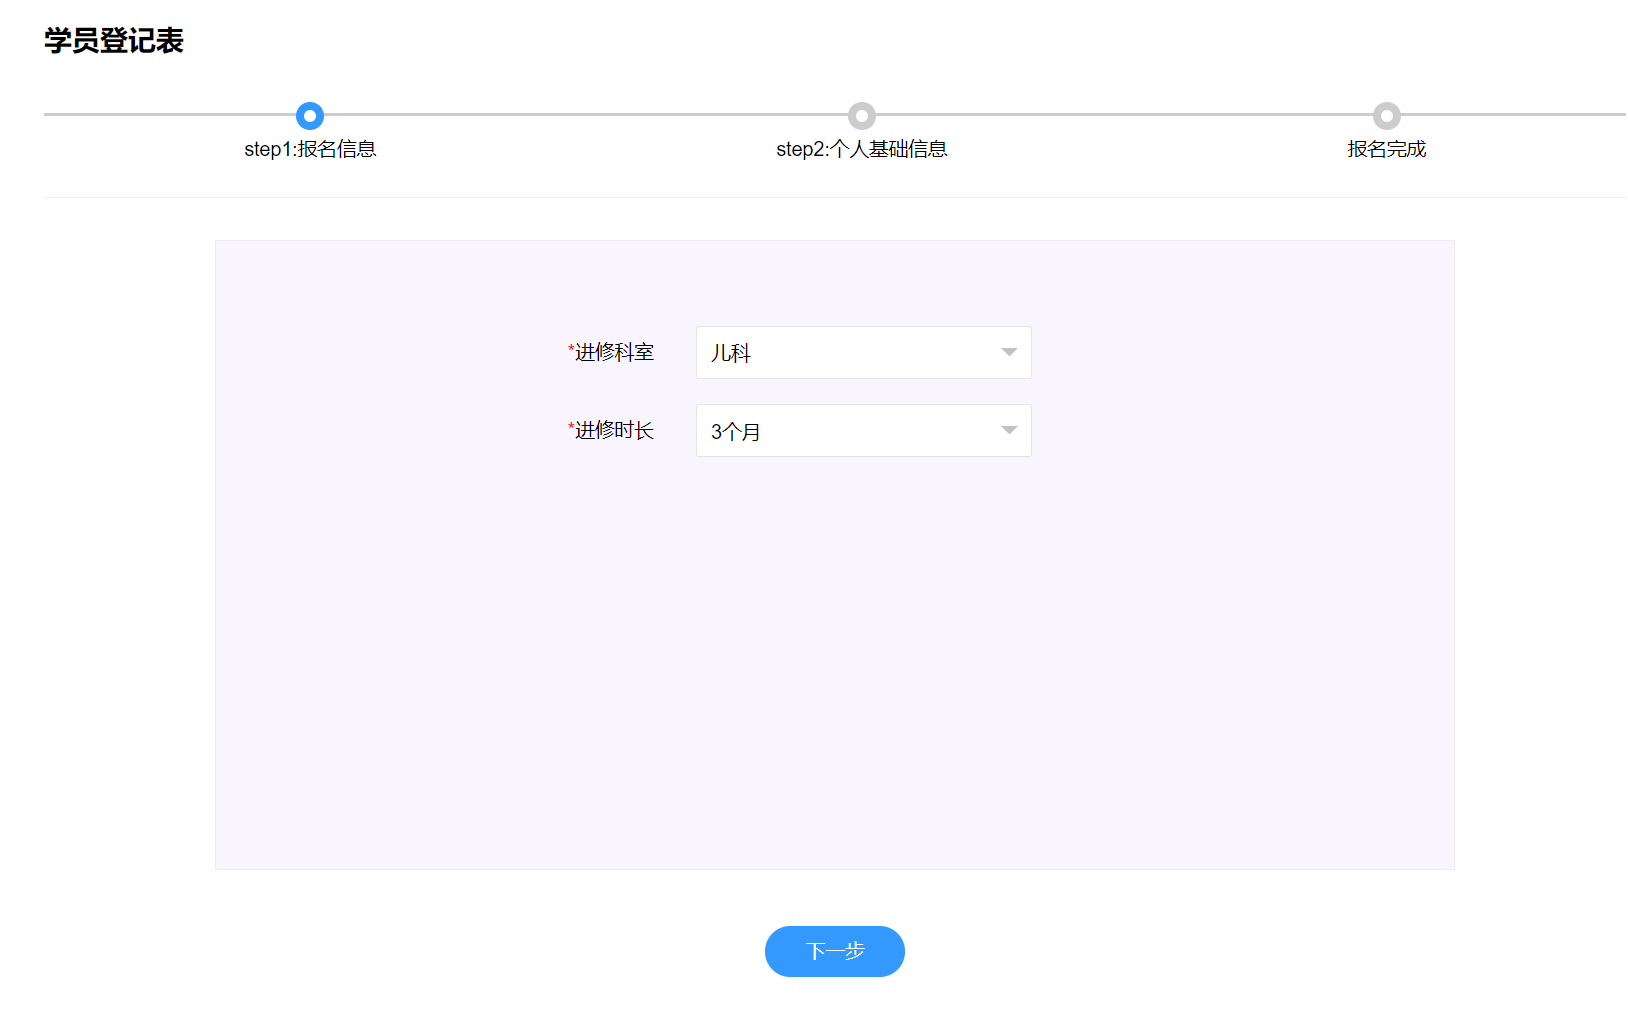 学员登记表
step1:报名信息
step2:个人基础信息
报名完成
*进修科室
儿科
*进修时长
3个月
下一步